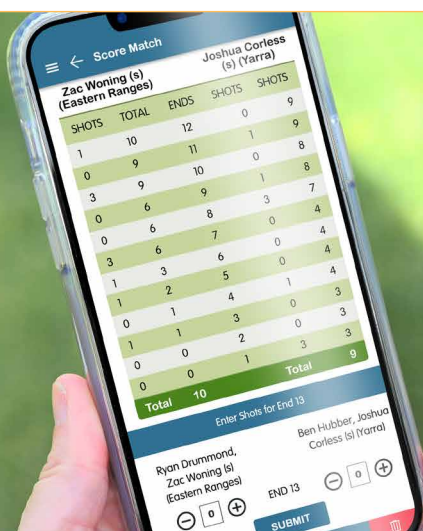 Score Match
Zac Woning (s)
(Eastern Ranges)
Joshua Corless
(s) (Yarra)
SHOTS TOTAL ENDS SHOTS SHOTS
1 10 12 0 9
0 9 11 1 9
3 9 10 0 8
0 6 9 1 8
0 6 8 3 7
3 6 7 0 4
1 3 6 0 4
1 2 5 0 4
0 1 4 1 4
1 1 3 0 3
0 0 2 0 3
0 0 1 3 3
Total 10 Total 9
Enter Shots for End 13
Ryan Drummond,
Zac Woning (s)
(Eastern Ranges)
Ben Hubber, Joshua
Corless (s) (Yarra)
0 END 13 0
SUBMIT